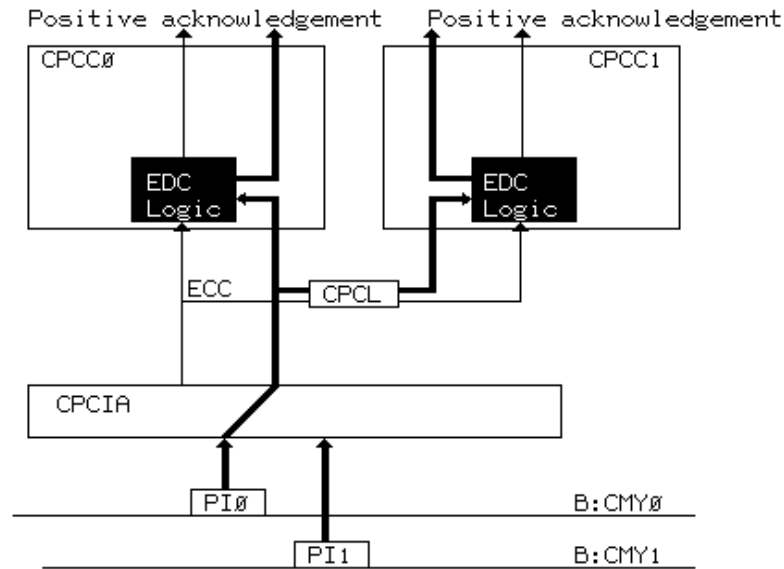 Positive acknowledgement Positive acknowledgement
CPCCØ CPCC1
EDC EDC
Logic Logic
ECC CPCL
CPCIA
PIØ B:CMYØ
PI1 B:CMY1